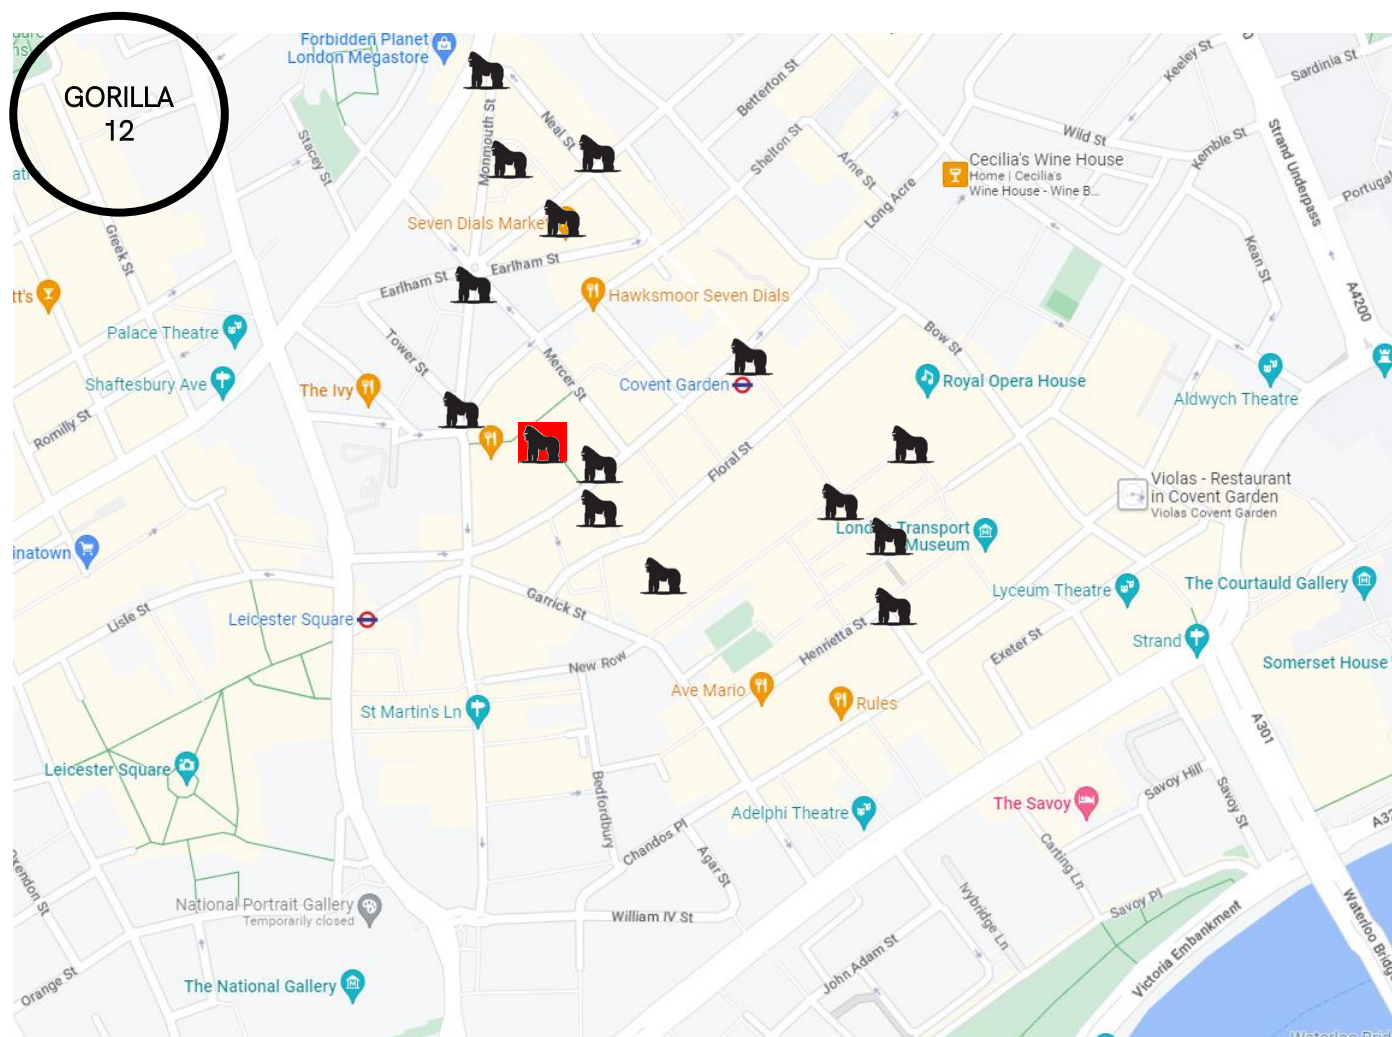 GORILLA
12
Forbidden Planet
London Megastore
Keeley St
Sardinia St
Betterton St
Neal St
Monmouth St
Stacey St
Shelton St
Wild St
Kemble St
Strand Underpass
Cecilia's Wine House
Home | Cecilia's
Wine House - Wine B...
Arne St
Long Acre
Portugal
Greek St
Seven Dials Marke
Earlham St
Earlham St
Kean St
A4200
tt's
Hawksmoor Seven Dials
Palace Theatre
Tower St
Mercer St
Bow St
Shaftesbury Ave
The Ivy
Covent Garden
Royal Opera House
Aldwych Theatre
Romilly St
Floral St
Violas - Restaurant
in Covent Garden
Violas Covent Garden
Transport
Museum
inatown
Lisle St
Garrick St
Lyceum Theatre
The Courtauld Gallery
Leicester Square
Henrietta St
Exeter St
Strand
Somerset House
New Row
Ave Mario
Rules
St Martin's Ln
A301
Leicester Square
Bedfordbury
The Savoy
Savoy Hill
Savoy St
Adelphi Theatre
Chandos Pl
Agar St
Carting Ln
National Portrait Gallery
Temporarily closed
William IV St
Ivybridge Ln
Savoy Pl
Victoria Embankment
John Adam St
Orange St
The National Gallery